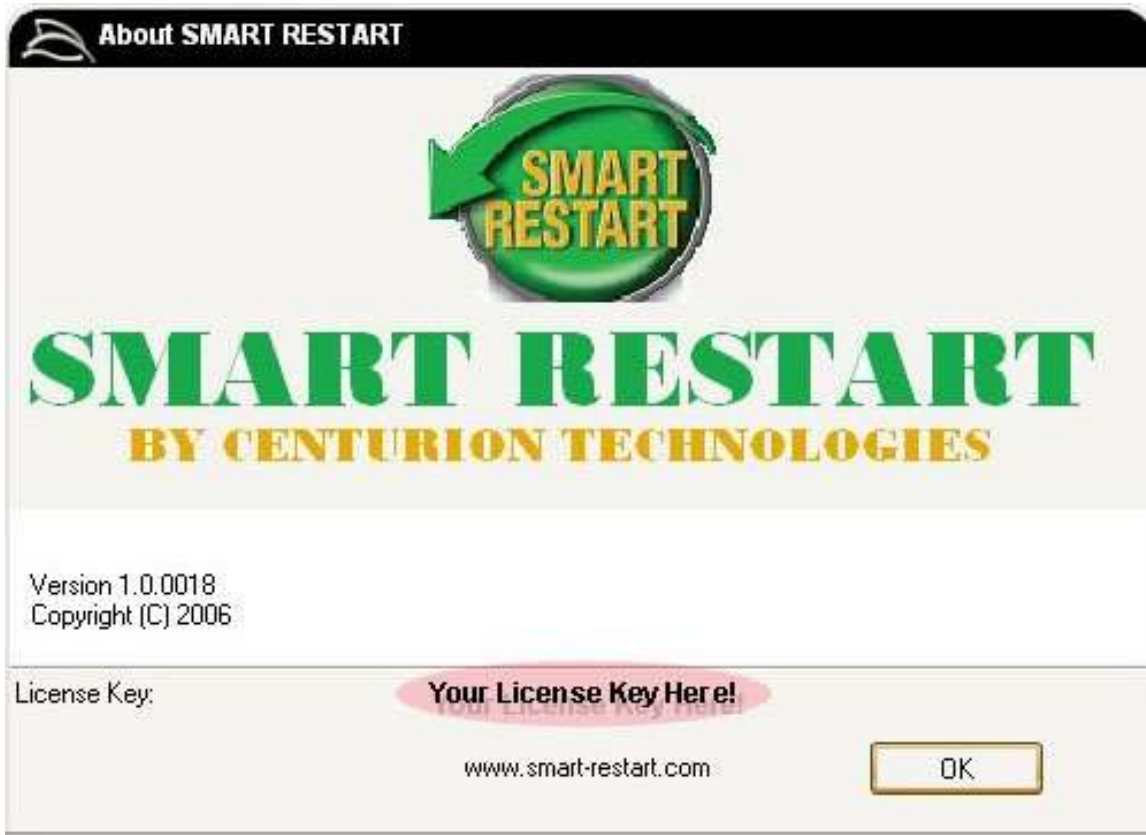 About SMART RESTART
SMART
RESTART
SMART RESTART
BY CENTURION TECHNOLOGIES
Version 1.0.0018
Copyright (C) 2006
License Key:
Your License Key Here!
www.smart-restart.com
OK